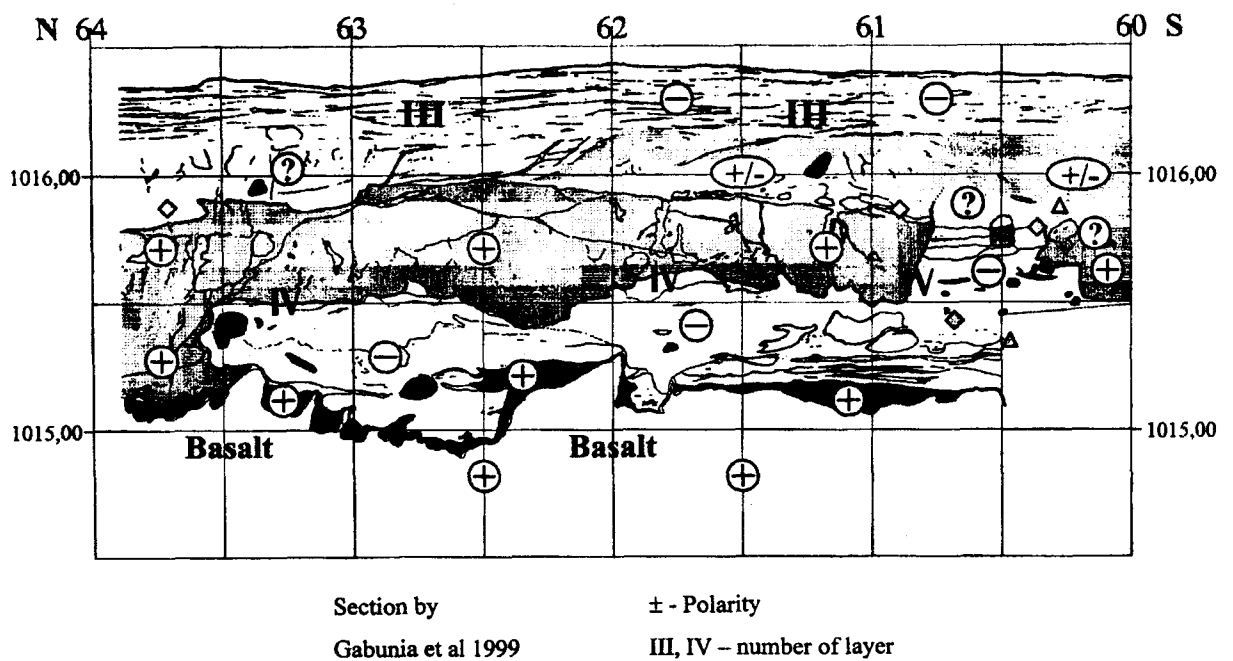 N 64 63 62 61 60 S
III III
− −
? +/- +/-
1016,00 1016,00
? ?
+ + + − +
IV IV V
−
+ − +
+ +
1015,00 1015,00
Basalt Basalt
+ +
Section by ± - Polarity
Gabunia et al 1999 III, IV – number of layer